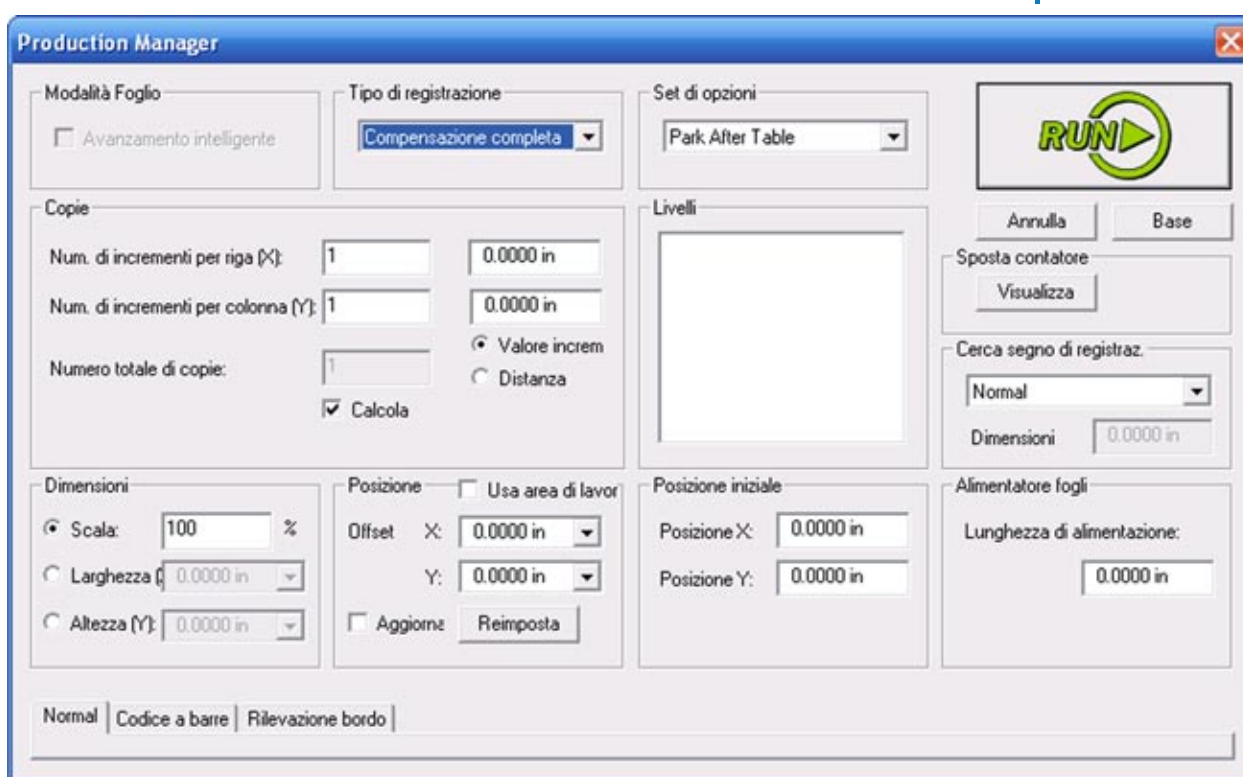 Production Manager
Modalità Foglio
Avanzamento intelligente
Tipo di registrazione
Compensazione completa
Set di opzioni
Park After Table
RUN
Annulla
Base
Copie
Num. di incrementi per riga (X):
1
0.0000 in
Num. di incrementi per colonna (Y):
1
0.0000 in
Numero totale di copie:
1
Valore increm
Distanza
Calcola
Livelli
Sposta contatore
Visualizza
Cerca segno di registraz.
Normal
Dimensioni
0.0000 in
Dimensioni
Scala:
100
%
Larghezza (
0.0000 in
Altezza (Y):
0.0000 in
Posizione
Usa area di lavor
Offset X:
0.0000 in
Y:
0.0000 in
Aggiorna
Reimposta
Posizione iniziale
Posizione X:
0.0000 in
Posizione Y:
0.0000 in
Alimentatore fogli
Lunghezza di alimentazione:
0.0000 in
Normal
Codice a barre
Rilevazione bordo